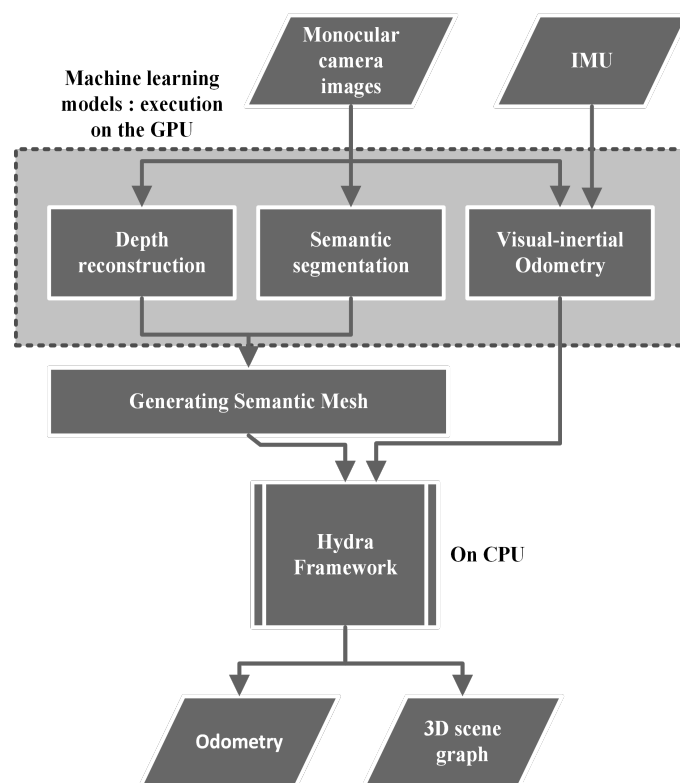 Monocular
camera
images
IMU
Machine learning
models : execution
on the GPU
Depth
reconstruction
Semantic
segmentation
Visual-inertial
Odometry
Generating Semantic Mesh
Hydra
Framework
On CPU
Odometry
3D scene
graph